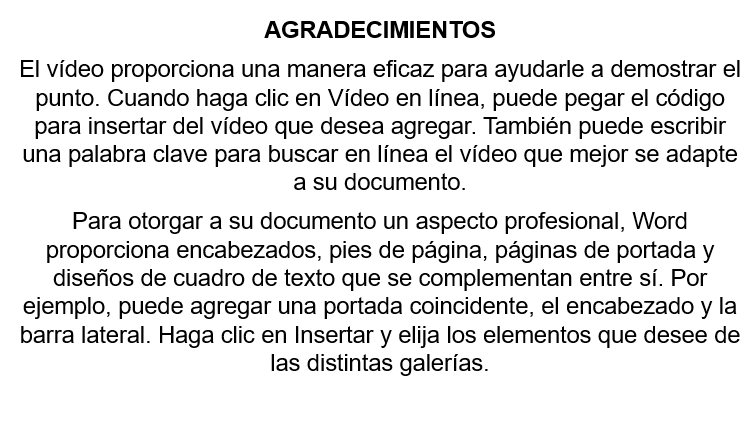 AGRADECIMIENTOS
El vídeo proporciona una manera eficaz para ayudarle a demostrar el
punto. Cuando haga clic en Vídeo en línea, puede pegar el código
para insertar del vídeo que desea agregar. También puede escribir
una palabra clave para buscar en línea el vídeo que mejor se adapte
a su documento.
Para otorgar a su documento un aspecto profesional, Word
proporciona encabezados, pies de página, páginas de portada y
diseños de cuadro de texto que se complementan entre sí. Por
ejemplo, puede agregar una portada coincidente, el encabezado y la
barra lateral. Haga clic en Insertar y elija los elementos que desee de
las distintas galerías.